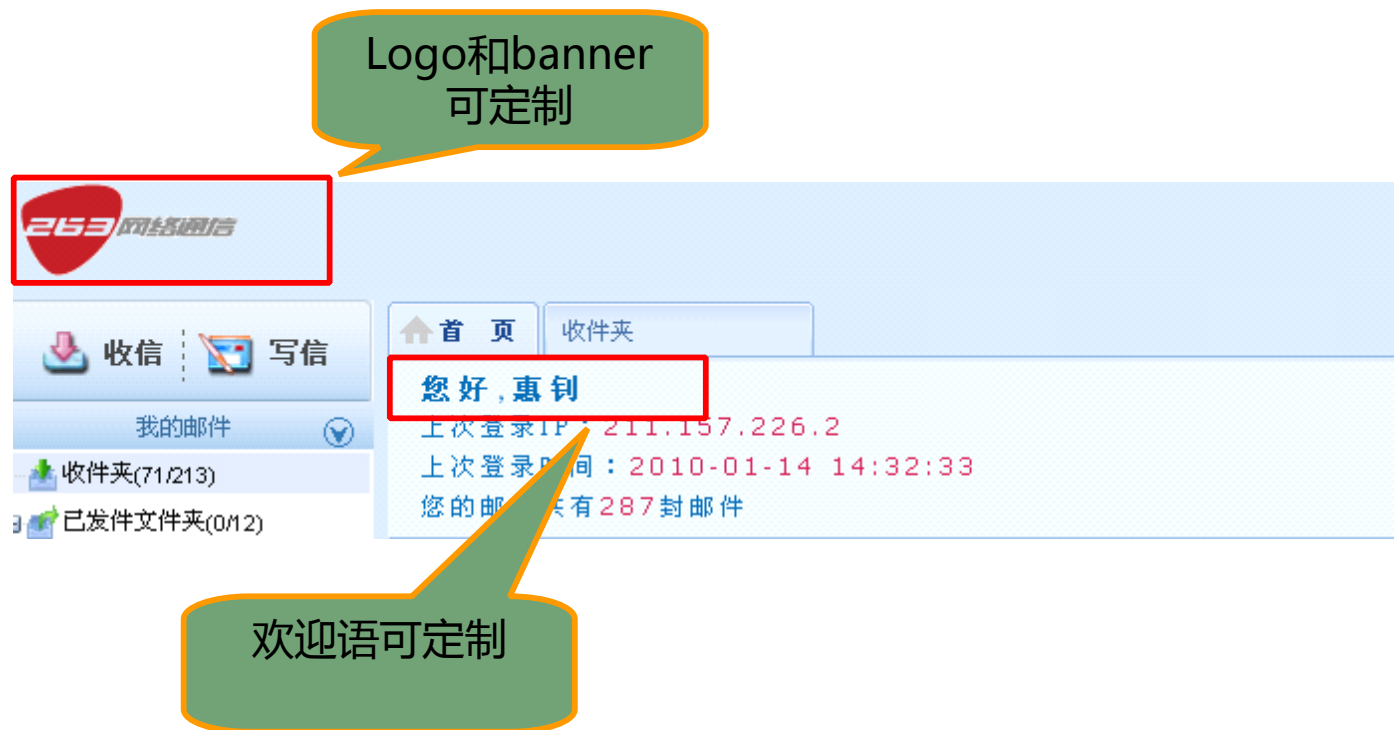 Logo和banner
可定制
263网络通信
收信 写信
首 页 收件夹
您好,惠钊
我的邮件
上次登录IP：211.157.226.2
收件夹(71/213)
上次登录时间：2010-01-14 14:32:33
已发件文件夹(0/12)
您的邮 共有287封邮件
欢迎语可定制